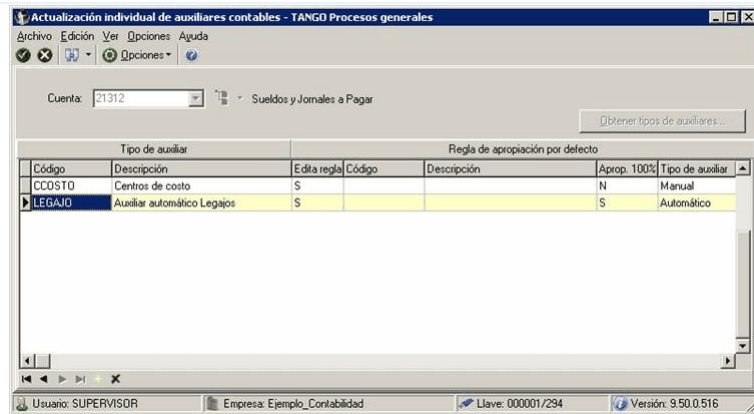 Actualización individual de auxiliares contables - TANGO Procesos generales
Archivo Edición Ver Opciones Ayuda
Opciones
Cuenta: 21312 Sueldos y Jornales a Pagar
Obtener tipos de auxiliares...
Tipo de auxiliar Regla de apropiación por defecto
Código Descripción Edita regla Código Descripción Aprop. 100% Tipo de auxiliar
CCOSTO Centros de costo S N Manual
LEGAJO Auxiliar automático Legajos S S Automático
Usuario: SUPERVISOR Empresa: Ejemplo_Contabilidad Llave: 000001/294 Versión: 9.50.0.516